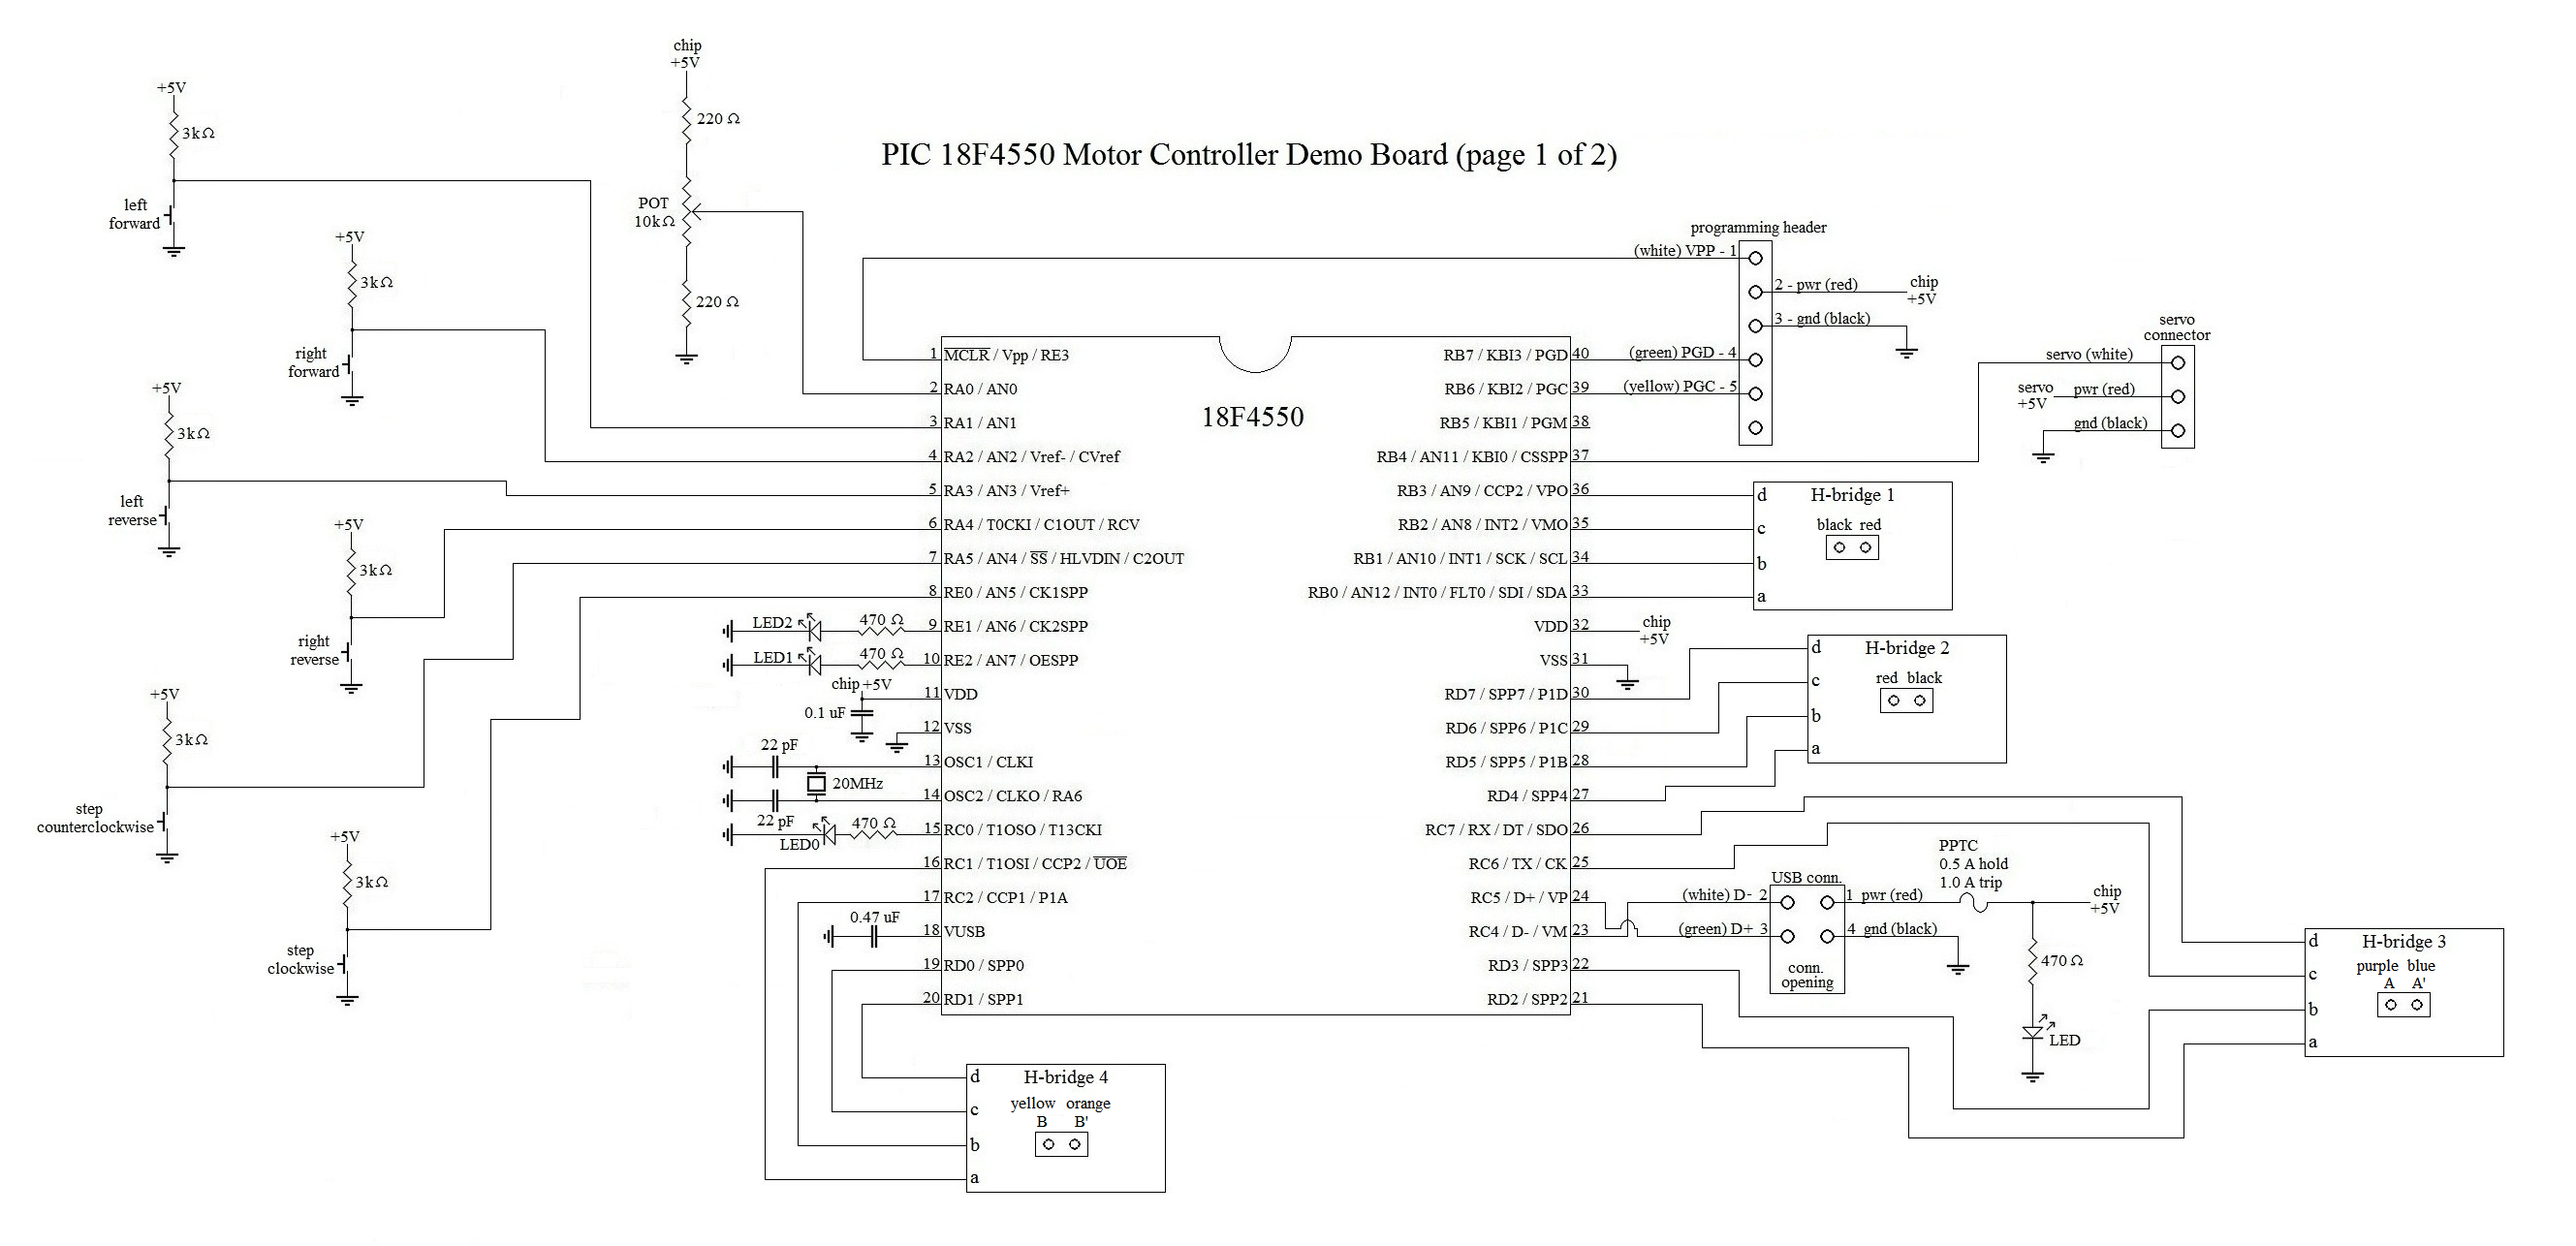 PIC 18F4550 Motor Controller Demo Board (page 1 of 2)
+5V
3kΩ
left
forward
+5V
3kΩ
right
forward
+5V
3kΩ
left
reverse
+5V
3kΩ
right
reverse
+5V
3kΩ
step
counterclockwise
+5V
3kΩ
step
clockwise
chip
+5V
220 Ω
POT
10kΩ
220 Ω
18F4550
1 MCLR / Vpp / RE3
2 RA0 / AN0
3 RA1 / AN1
4 RA2 / AN2 / Vref- / CVref
5 RA3 / AN3 / Vref+
6 RA4 / T0CKI / C1OUT / RCV
7 RA5 / AN4 / SS / HLVDIN / C2OUT
8 RE0 / AN5 / CK1SPP
LED2 470 Ω 9 RE1 / AN6 / CK2SPP
LED1 470 Ω 10 RE2 / AN7 / OESPP
chip +5V 11 VDD
0.1 uF
12 VSS
22 pF
13 OSC1 / CLKI
20MHz
14 OSC2 / CLKO / RA6
22 pF
470 Ω 15 RC0 / T1OSO / T13CKI
LED0
16 RC1 / T1OSI / CCP2 / UOE
17 RC2 / CCP1 / P1A
0.47 uF
18 VUSB
19 RD0 / SPP0
20 RD1 / SPP1
RB7 / KBI3 / PGD 40
RB6 / KBI2 / PGC 39
RB5 / KBI1 / PGM 38
RB4 / AN11 / KBI0 / CSSPP 37
RB3 / AN9 / CCP2 / VPO 36
RB2 / AN8 / INT2 / VMO 35
RB1 / AN10 / INT1 / SCK / SCL 34
RB0 / AN12 / INT0 / FLT0 / SDI / SDA 33
VDD 32
chip
+5V
VSS 31
RD7 / SPP7 / P1D 30
RD6 / SPP6 / P1C 29
RD5 / SPP5 / P1B 28
RD4 / SPP4 27
RC7 / RX / DT / SDO 26
RC6 / TX / CK 25
RC5 / D+ / VP 24
RC4 / D- / VM 23
RD3 / SPP3 22
RD2 / SPP2 21
programming header
(white) VPP - 1
2 - pwr (red)
chip
+5V
3 - gnd (black)
(green) PGD - 4
(yellow) PGC - 5
servo
connector
servo (white)
servo
+5V
pwr (red)
gnd (black)
d H-bridge 1
c black red
b
a
d H-bridge 2
c red black
b
a
PPTC
0.5 A hold
1.0 A trip
USB conn.
(white) D- 2
1 pwr (red)
chip
+5V
(green) D+ 3
4 gnd (black)
conn.
opening
470 Ω
LED
d H-bridge 3
purple blue
c A A'
b
a
d H-bridge 4
yellow orange
c B B'
b
a